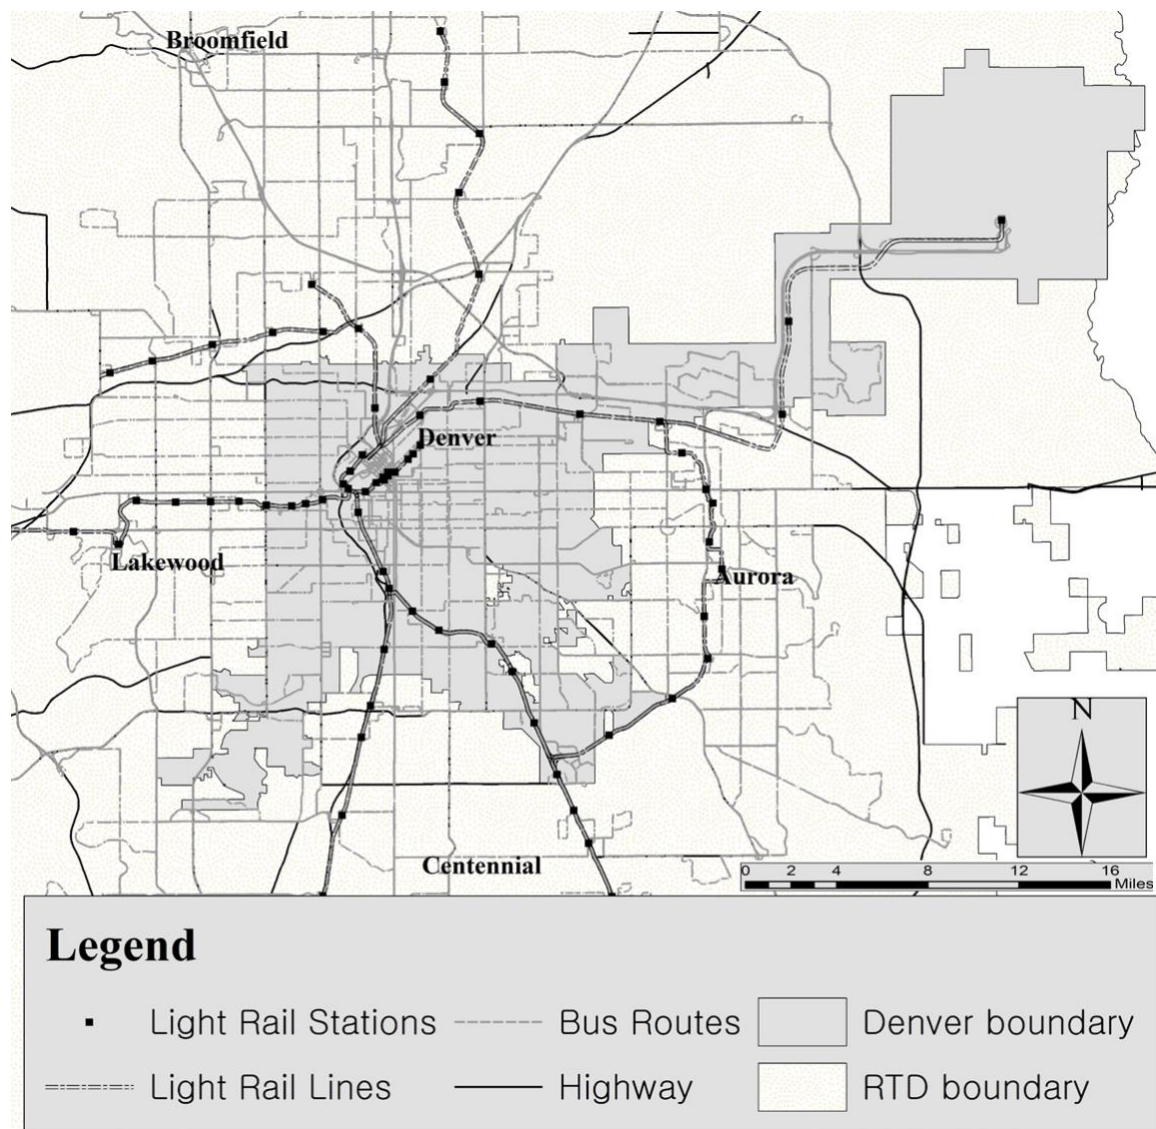 Broomfield
Denver
Lakewood
Aurora
N
Centennial
0 2 4 8 12 16
Miles
Legend
Light Rail Stations
Bus Routes
Denver boundary
Light Rail Lines
Highway
RTD boundary